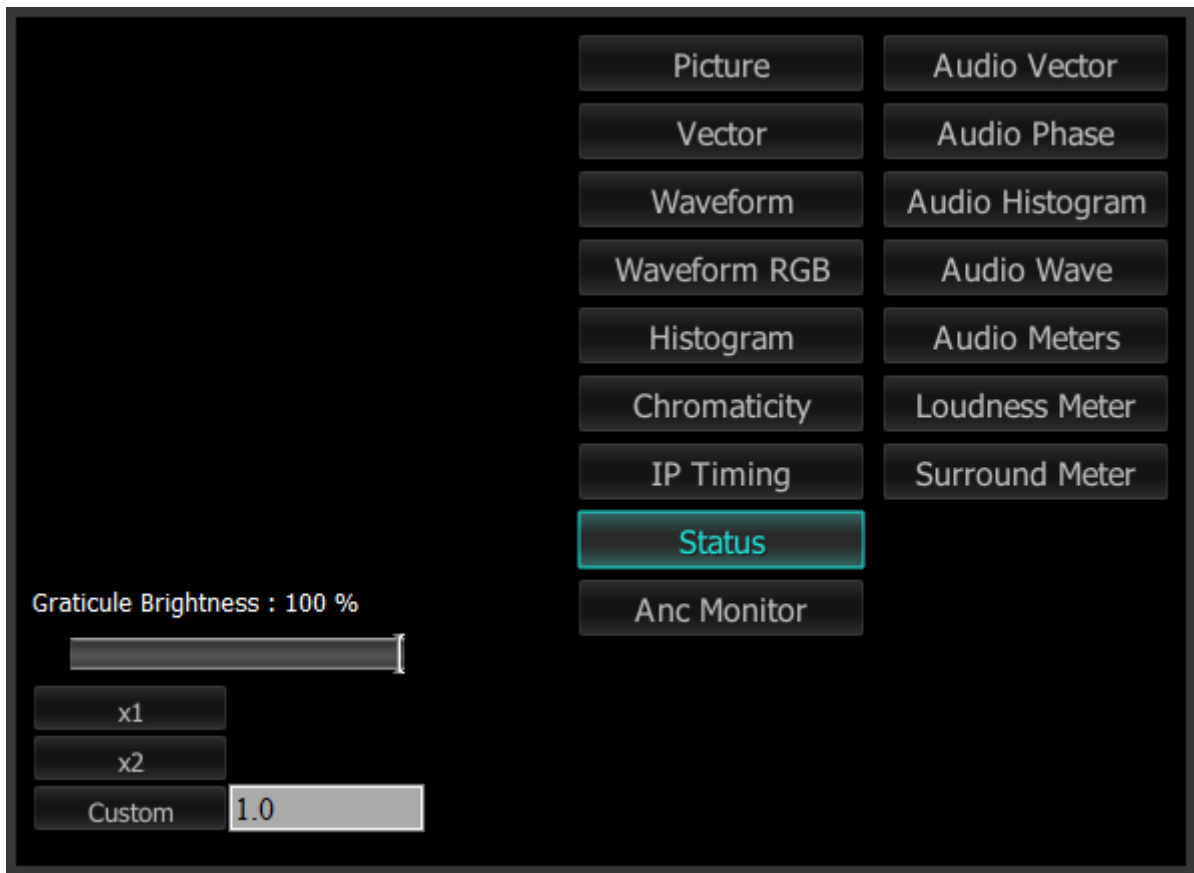 Picture
Audio Vector
Vector
Audio Phase
Waveform
Audio Histogram
Waveform RGB
Audio Wave
Histogram
Audio Meters
Chromaticity
Loudness Meter
IP Timing
Surround Meter
Status
Anc Monitor
Graticule Brightness : 100 %
x1
x2
Custom
1.0